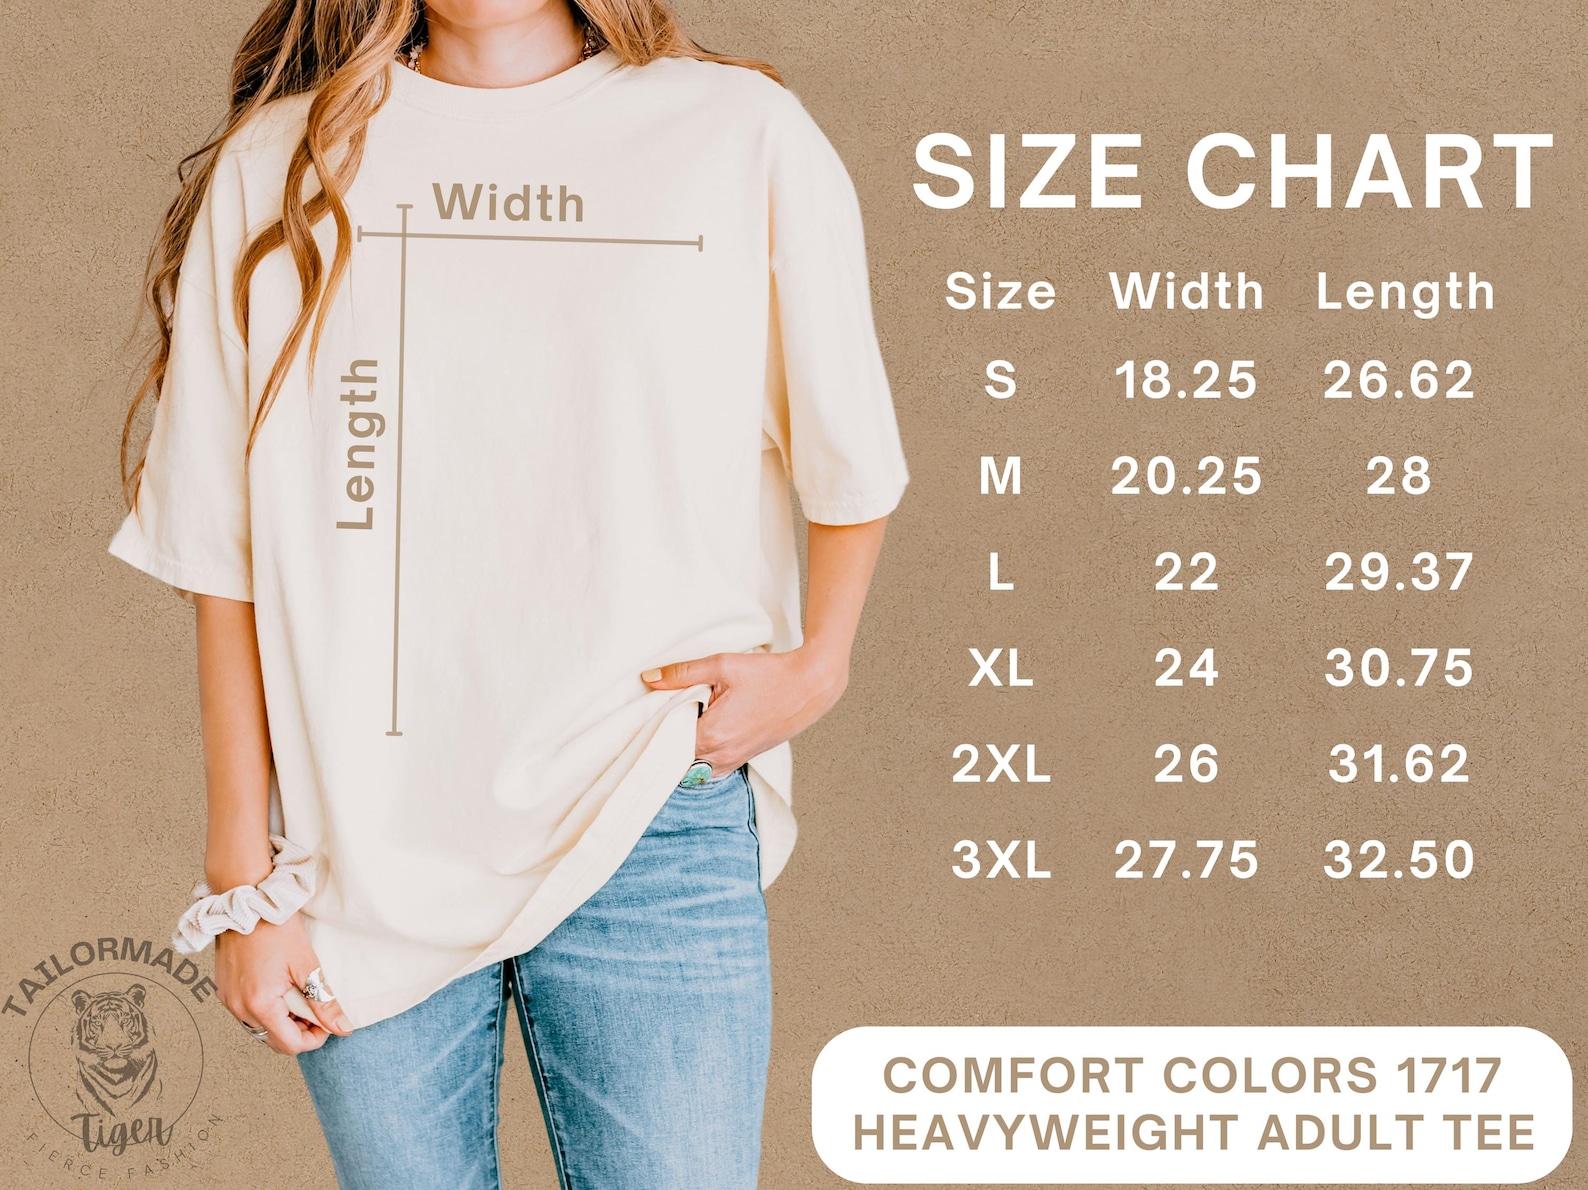 SIZE CHART
Width
Length
Size Width Length
S 18.25 26.62
M 20.25 28
L 22 29.37
XL 24 30.75
2XL 26 31.62
3XL 27.75 32.50
COMFORT COLORS 1717
HEAVYWEIGHT ADULT TEE
TAILORMADE
Tiger
FIERCE FASHION